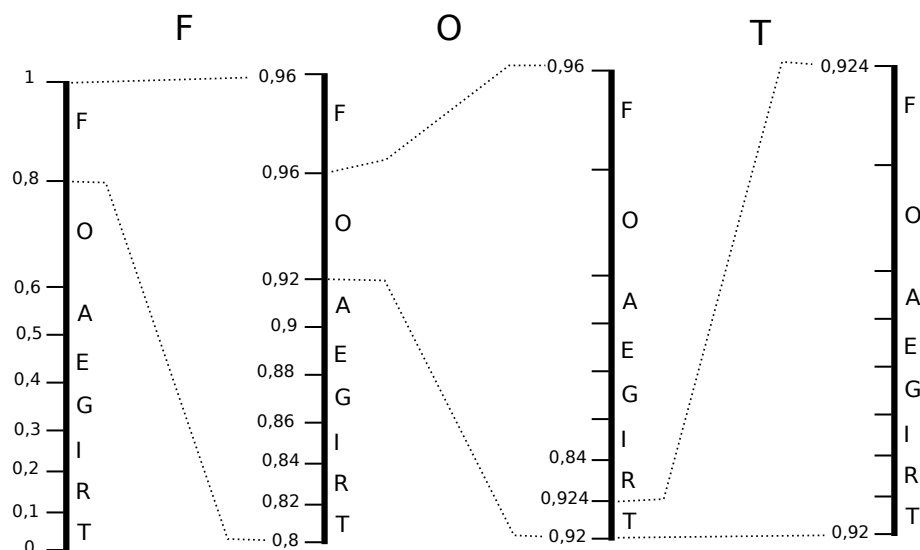 F O T
1 0,96 0,96 0,924
F F F F
0,8 0,96
O O O O
0,6 0,92
A A A A
0,5 0,9
E E E E
0,4 0,88
G G G G
0,3 0,86
I I I I
0,2 0,84 0,84
R R R R
0,1 0,82 0,924
T T T T
0 0,8 0,92 0,92